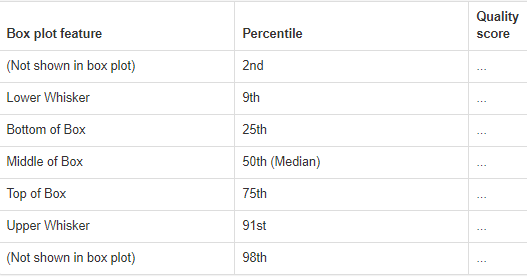 Box plot feature Percentile Quality score
(Not shown in box plot) 2nd ...
Lower Whisker 9th ...
Bottom of Box 25th ...
Middle of Box 50th (Median) ...
Top of Box 75th ...
Upper Whisker 91st ...
(Not shown in box plot) 98th ...